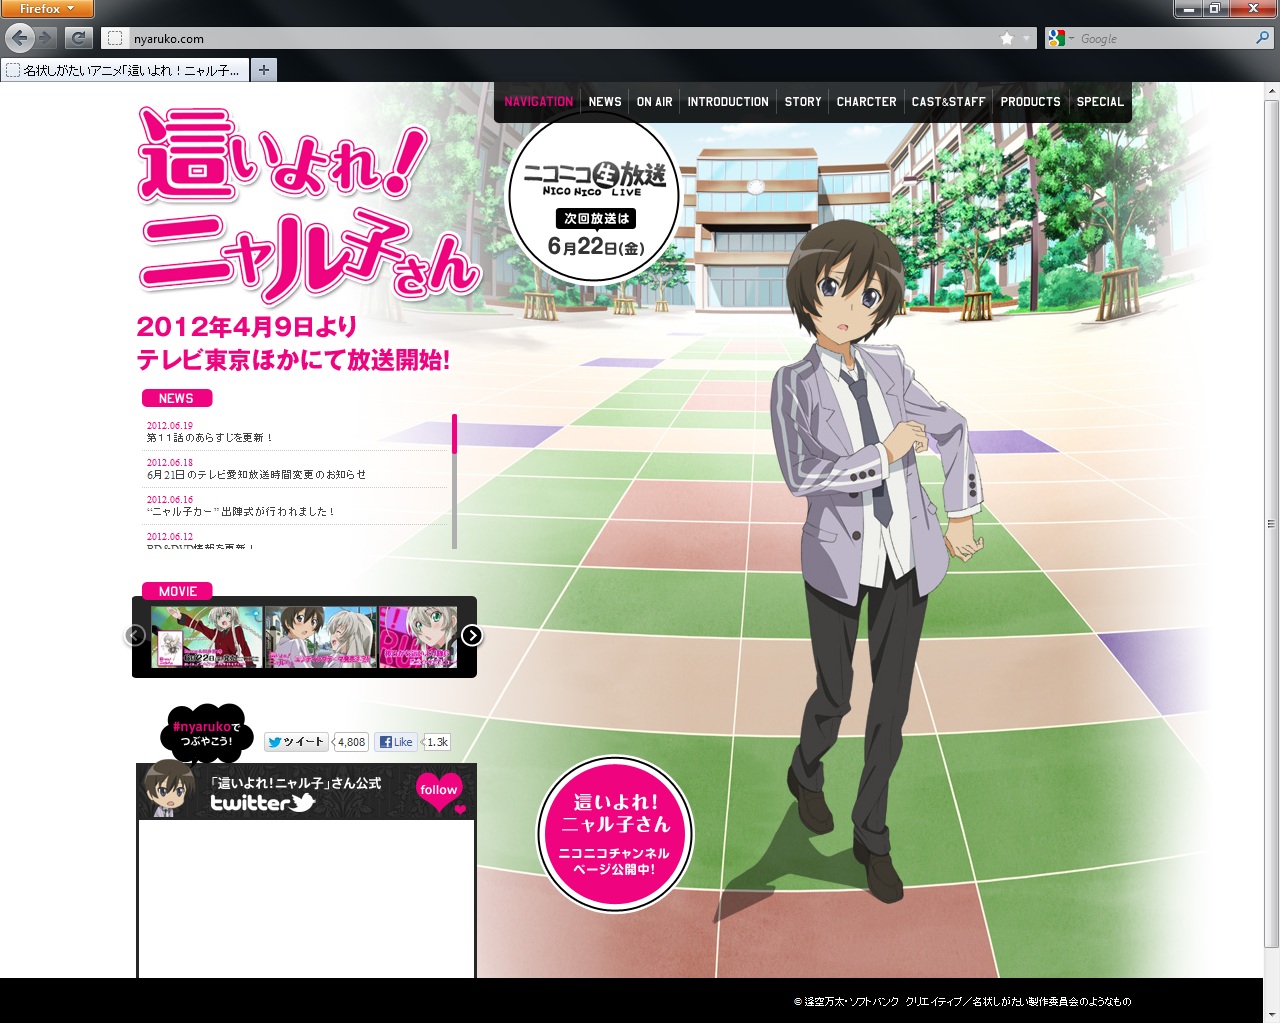 Firefox
nyaruko.com
Google
名状しがたいアニメ「這いよれ！ニャル子...
NAVIGATION NEWS ON AIR INTRODUCTION STORY CHARCTER CAST&STAFF PRODUCTS SPECIAL
這いよれ！
ニャル子さん
2012年4月9日より
テレビ東京ほかにて放送開始!
ニコニコ生放送
NICO NICO LIVE
次回放送は
6月22日(金)
NEWS
2012.06.19
第１１話のあらすじを更新！
2012.06.18
6月21日のテレビ愛知放送時間変更のお知らせ
2012.06.16
“ニャル子カー” 出陣式が行われました！
2012.06.12
BD&DVD情報を更新！
MOVIE
#nyarukoで
つぶやこう!
ツイート
4,808
Like
1.3k
「這いよれ！ニャル子」さん公式
twitter
follow
這いよれ！
ニャル子さん
ニコニコチャンネル
ページ公開中!
© 逢空万太・ソフトバンク クリエイティブ／名状しがたい製作委員会のようなもの